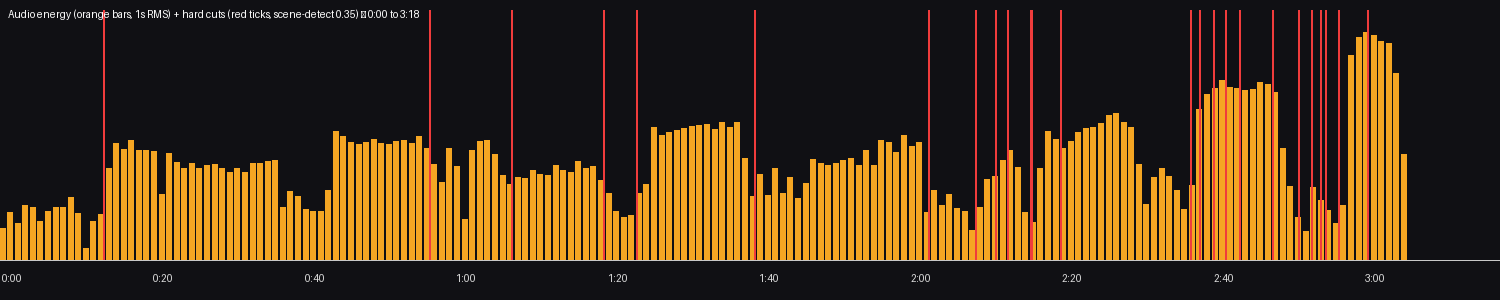 Audio energy (orange bars, 1s RMS) + hard cuts (red ticks, scene-detect 0.35) 0:00 to 3:18
0:00 0:20 0:40 1:00 1:20 1:40 2:00 2:20 2:40 3:00